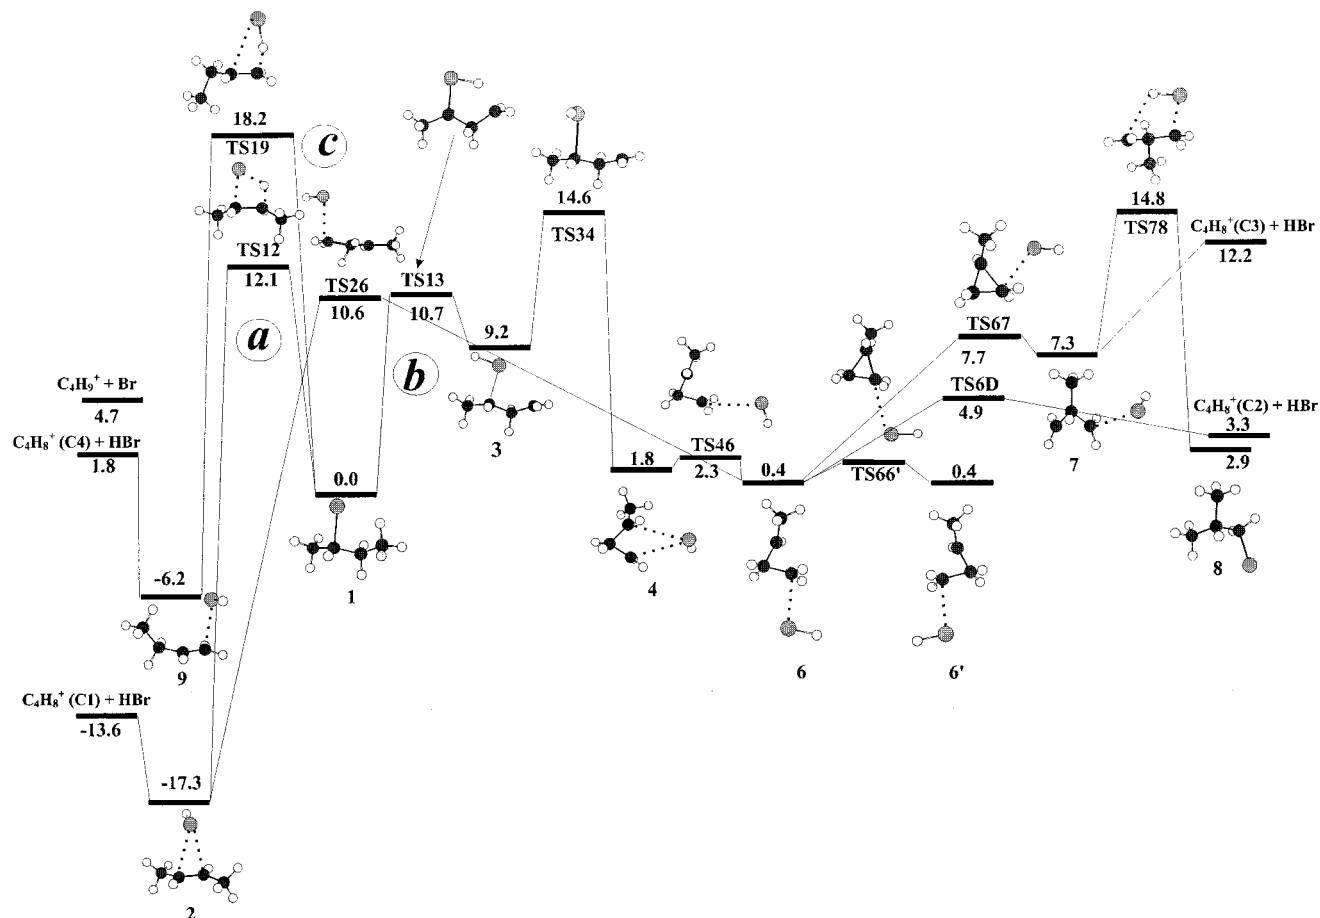 18.2
TS19
c
TS12
12.1
a
TS26
10.6
TS13
10.7
b
9.2
3
14.6
TS34
14.8
TS78
C₄H₈⁺(C3) + HBr
12.2
TS67
7.7
7.3
7
TS6D
4.9
C₄H₈⁺(C2) + HBr
3.3
2.9
8
C₄H₉⁺ + Br
4.7
C₄H₈⁺ (C4) + HBr
1.8
0.0
1
1.8
4
TS46
2.3
0.4
6
TS66'
0.4
6'
-6.2
9
C₄H₈⁺ (C1) + HBr
-13.6
-17.3
2